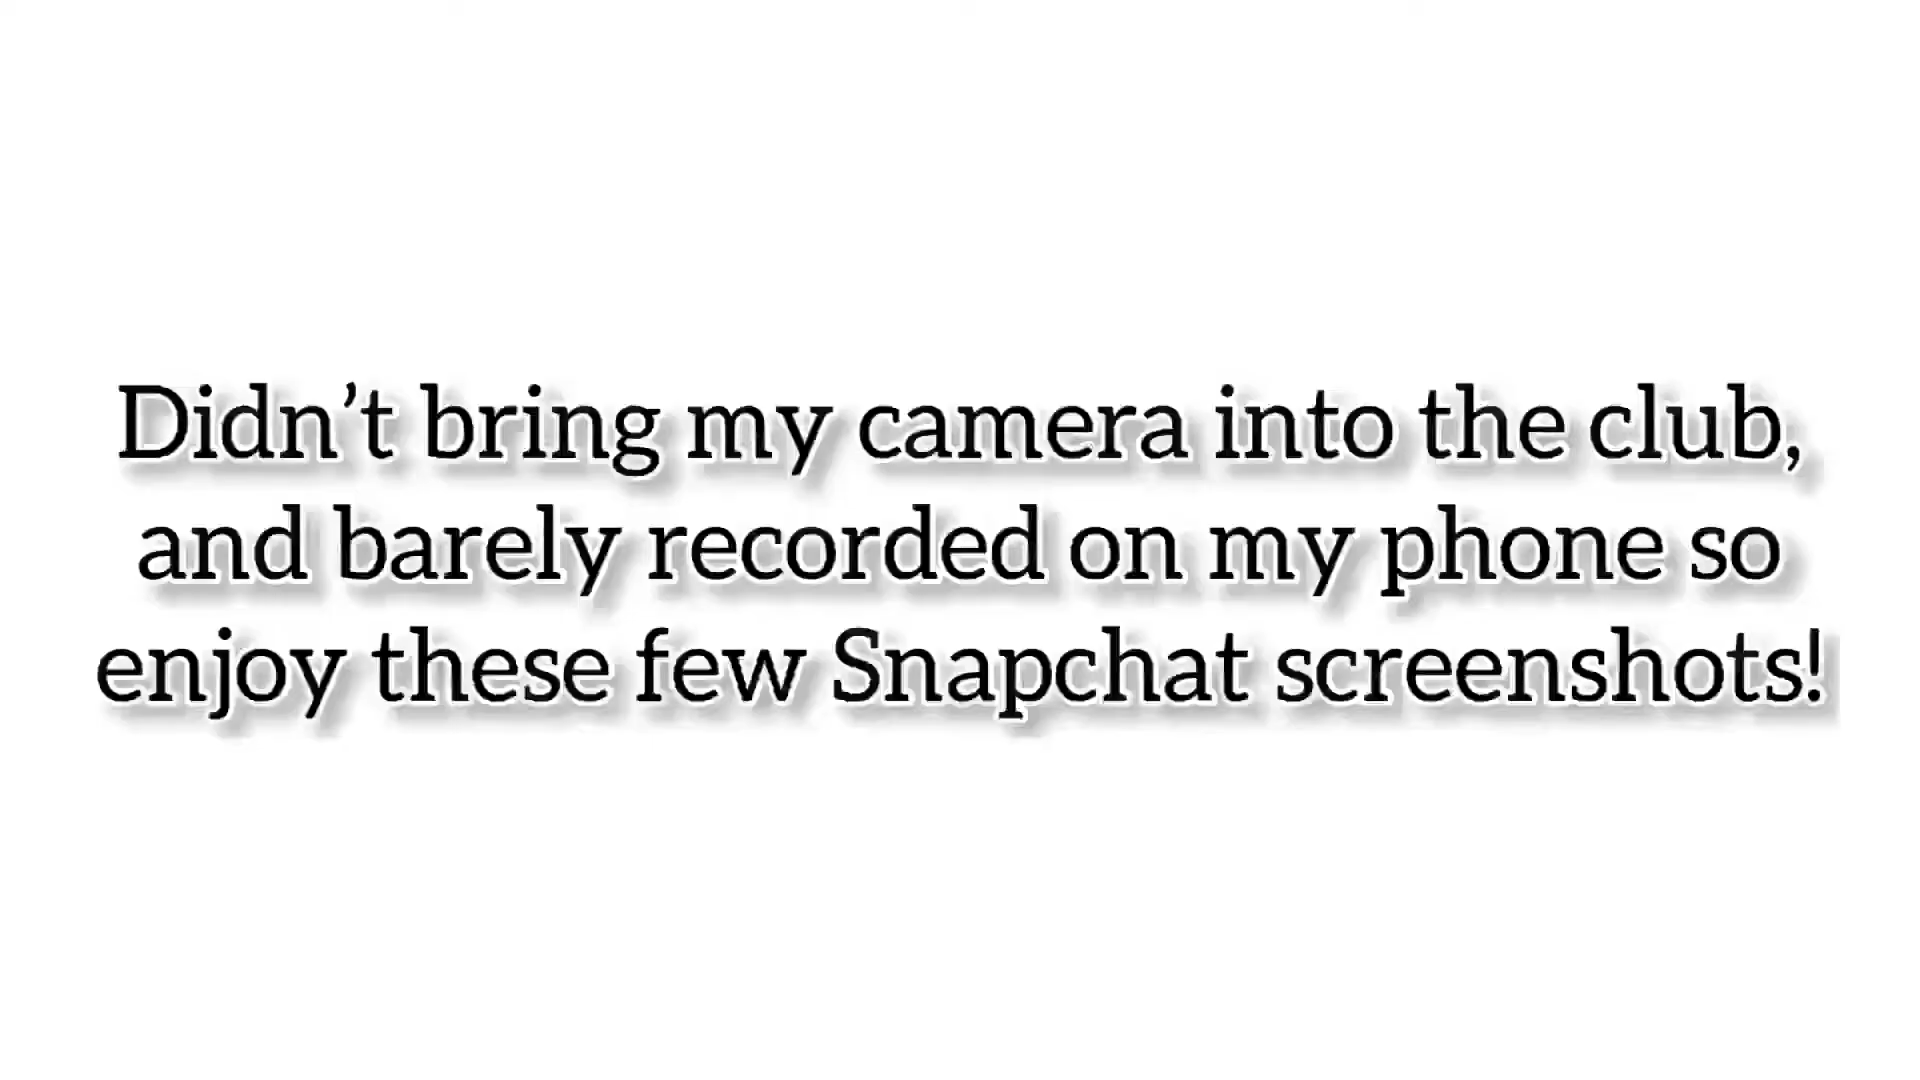 Didn’t bring my camera into the club,
and barely recorded on my phone so
enjoy these few Snapchat screenshots!